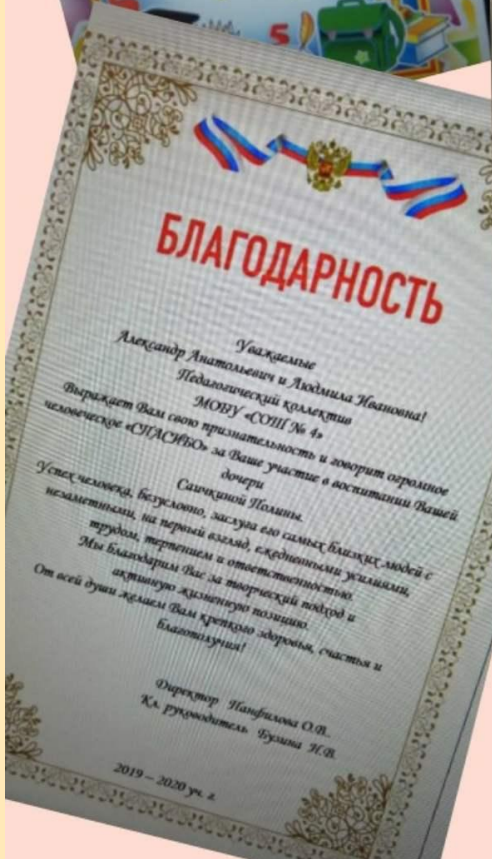 5
БЛАГОДАРНОСТЬ
Уважаемые
Александр Анатольевич и Людмила Ивановна!
Педагогический коллектив
МОБУ «СОШ № 4»
Выражает Вам свою признательность и говорит огромное
человеческое «СПАСИБО» за Ваше участие в воспитании Вашей
дочери
Саичкиной Полины.
Успех человека, безусловно, заслуга его самых близких людей с
незаметными, на первый взгляд, ежедневными усилиями,
трудом, терпением и ответственностью.
Мы благодарим Вас за творческий подход и
активную жизненную позицию.
От всей души желаем Вам крепкого здоровья, счастья и
благополучия!
Директор Панфилова О.В.
Кл. руководитель Бузина Н.В.
2019 – 2020 уч. г.